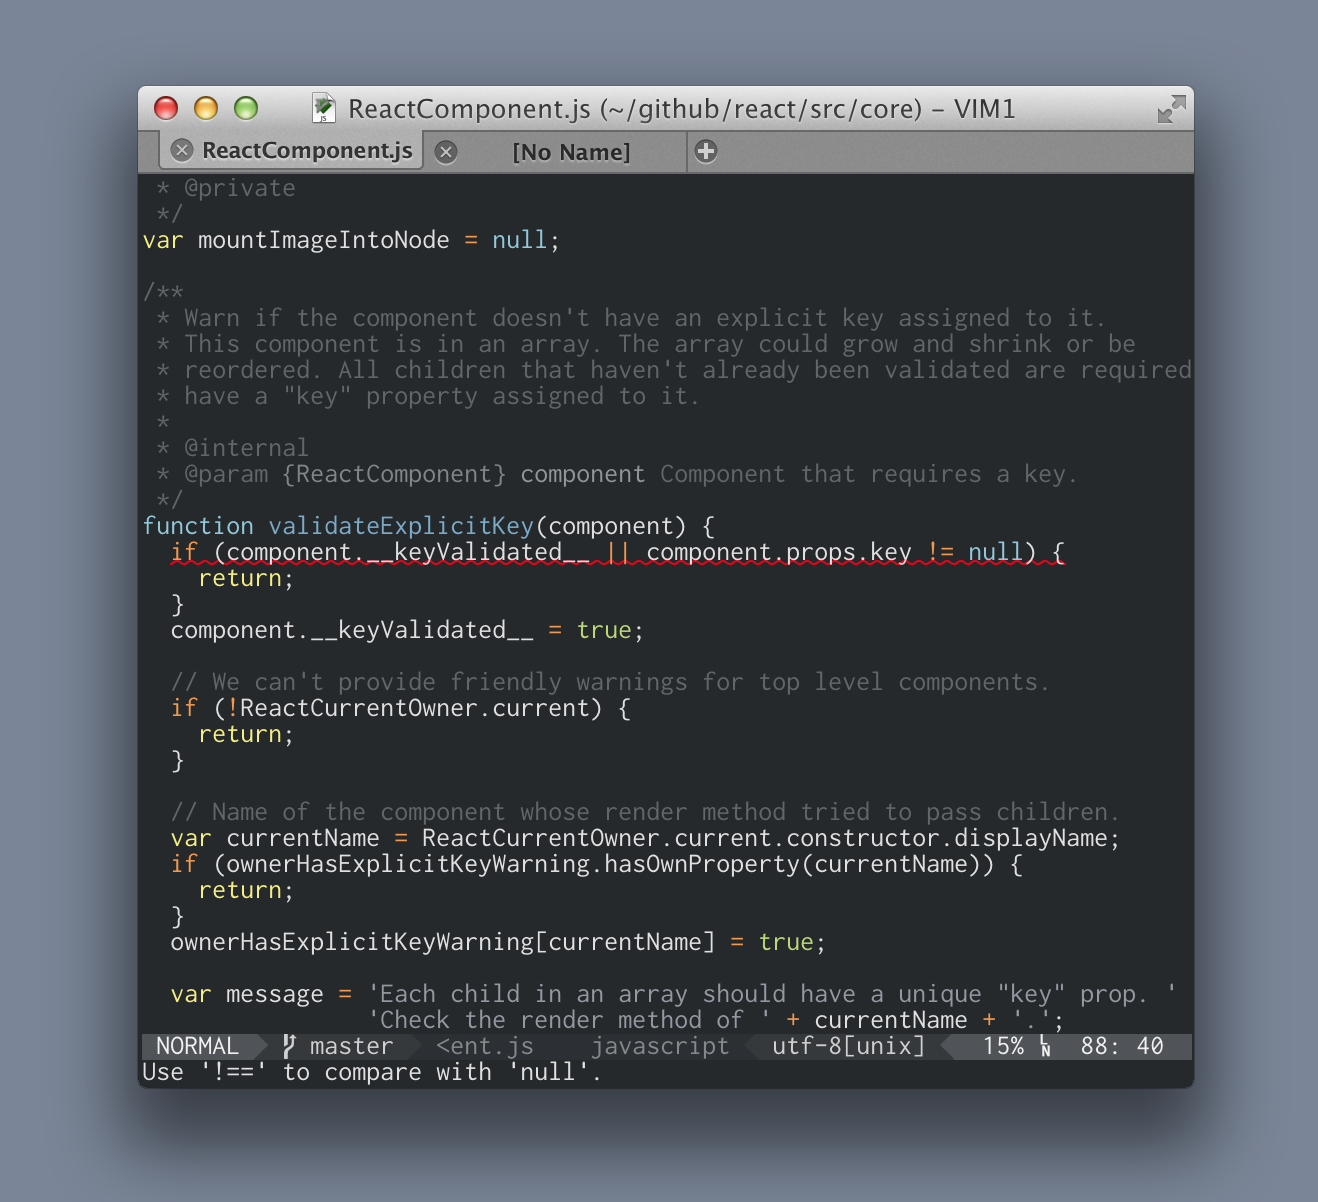 ReactComponent.js (~/github/react/src/core) – VIM1
ReactComponent.js [No Name]
 * @private
 */
var mountImageIntoNode = null;

/**
 * Warn if the component doesn't have an explicit key assigned to it.
 * This component is in an array. The array could grow and shrink or be
 * reordered. All children that haven't already been validated are required
 * have a "key" property assigned to it.
 *
 * @internal
 * @param {ReactComponent} component Component that requires a key.
 */
function validateExplicitKey(component) {
  if (component.__keyValidated__ || component.props.key != null) {
    return;
  }
  component.__keyValidated__ = true;

  // We can't provide friendly warnings for top level components.
  if (!ReactCurrentOwner.current) {
    return;
  }

  // Name of the component whose render method tried to pass children.
  var currentName = ReactCurrentOwner.current.constructor.displayName;
  if (ownerHasExplicitKeyWarning.hasOwnProperty(currentName)) {
    return;
  }
  ownerHasExplicitKeyWarning[currentName] = true;

  var message = 'Each child in an array should have a unique "key" prop. '
                'Check the render method of ' + currentName + '.';
NORMAL master <ent.js javascript utf-8[unix] 15% LN 88: 40
Use '!==' to compare with 'null'.